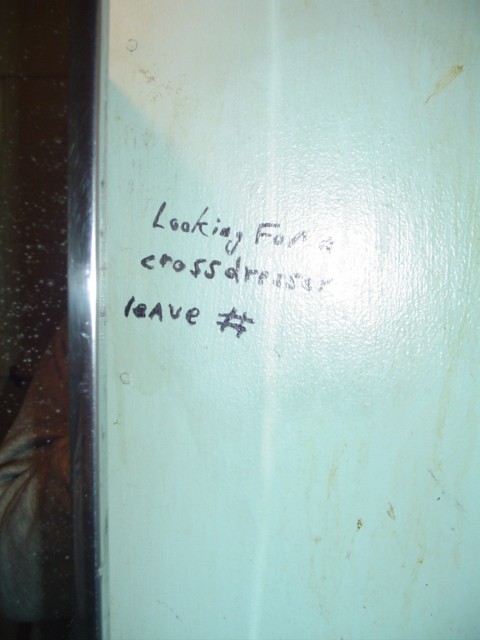 Looking For a
crossdresser
leave #